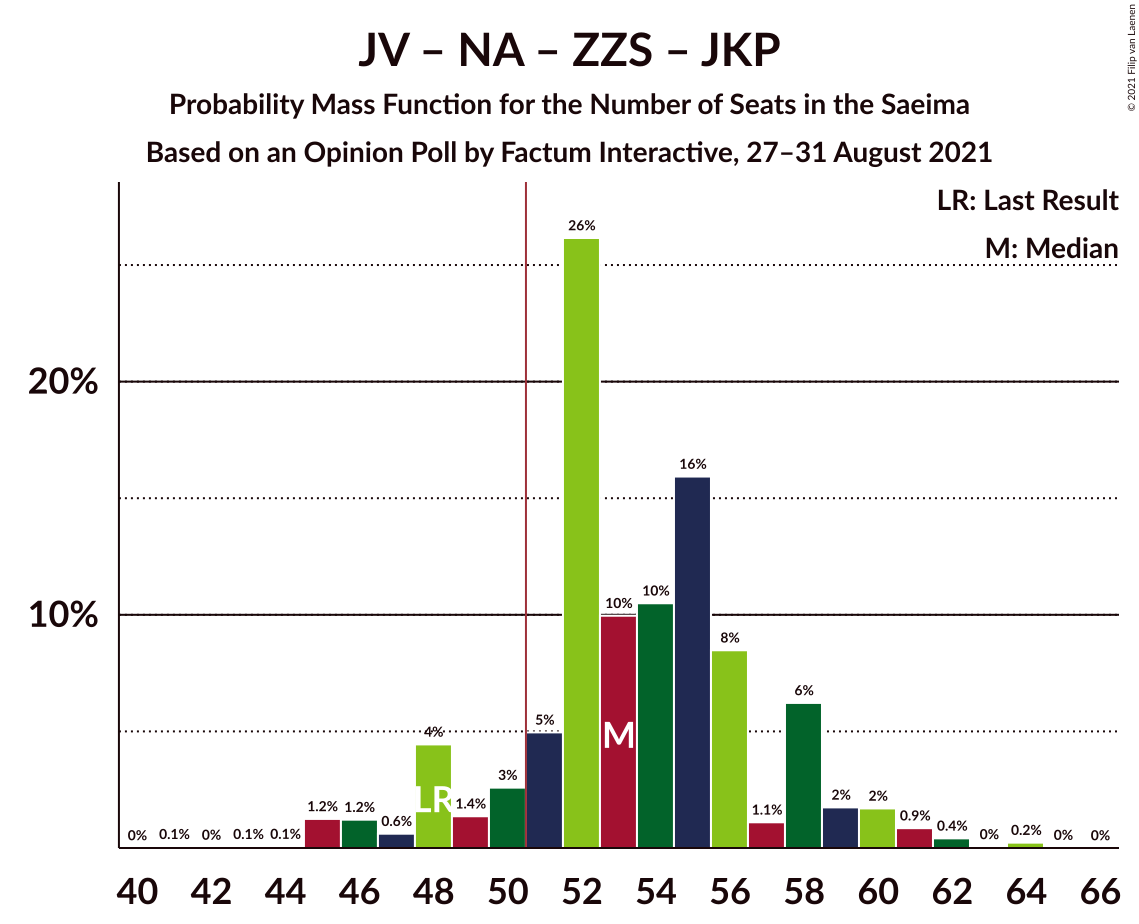 JV – NA – ZZS – JKP
Probability Mass Function for the Number of Seats in the Saeima
Based on an Opinion Poll by Factum Interactive, 27–31 August 2021
© 2021 Filip van Laenen
LR: Last Result
M: Median
20%
10%
0% 0.1% 0% 0.1% 0.1% 1.2% 1.2% 0.6% 4% 1.4% 3% 5% 26% 10% 10% 16% 8% 1.1% 6% 2% 2% 0.9% 0.4% 0% 0.2% 0% 0%
LR
M
40 42 44 46 48 50 52 54 56 58 60 62 64 66